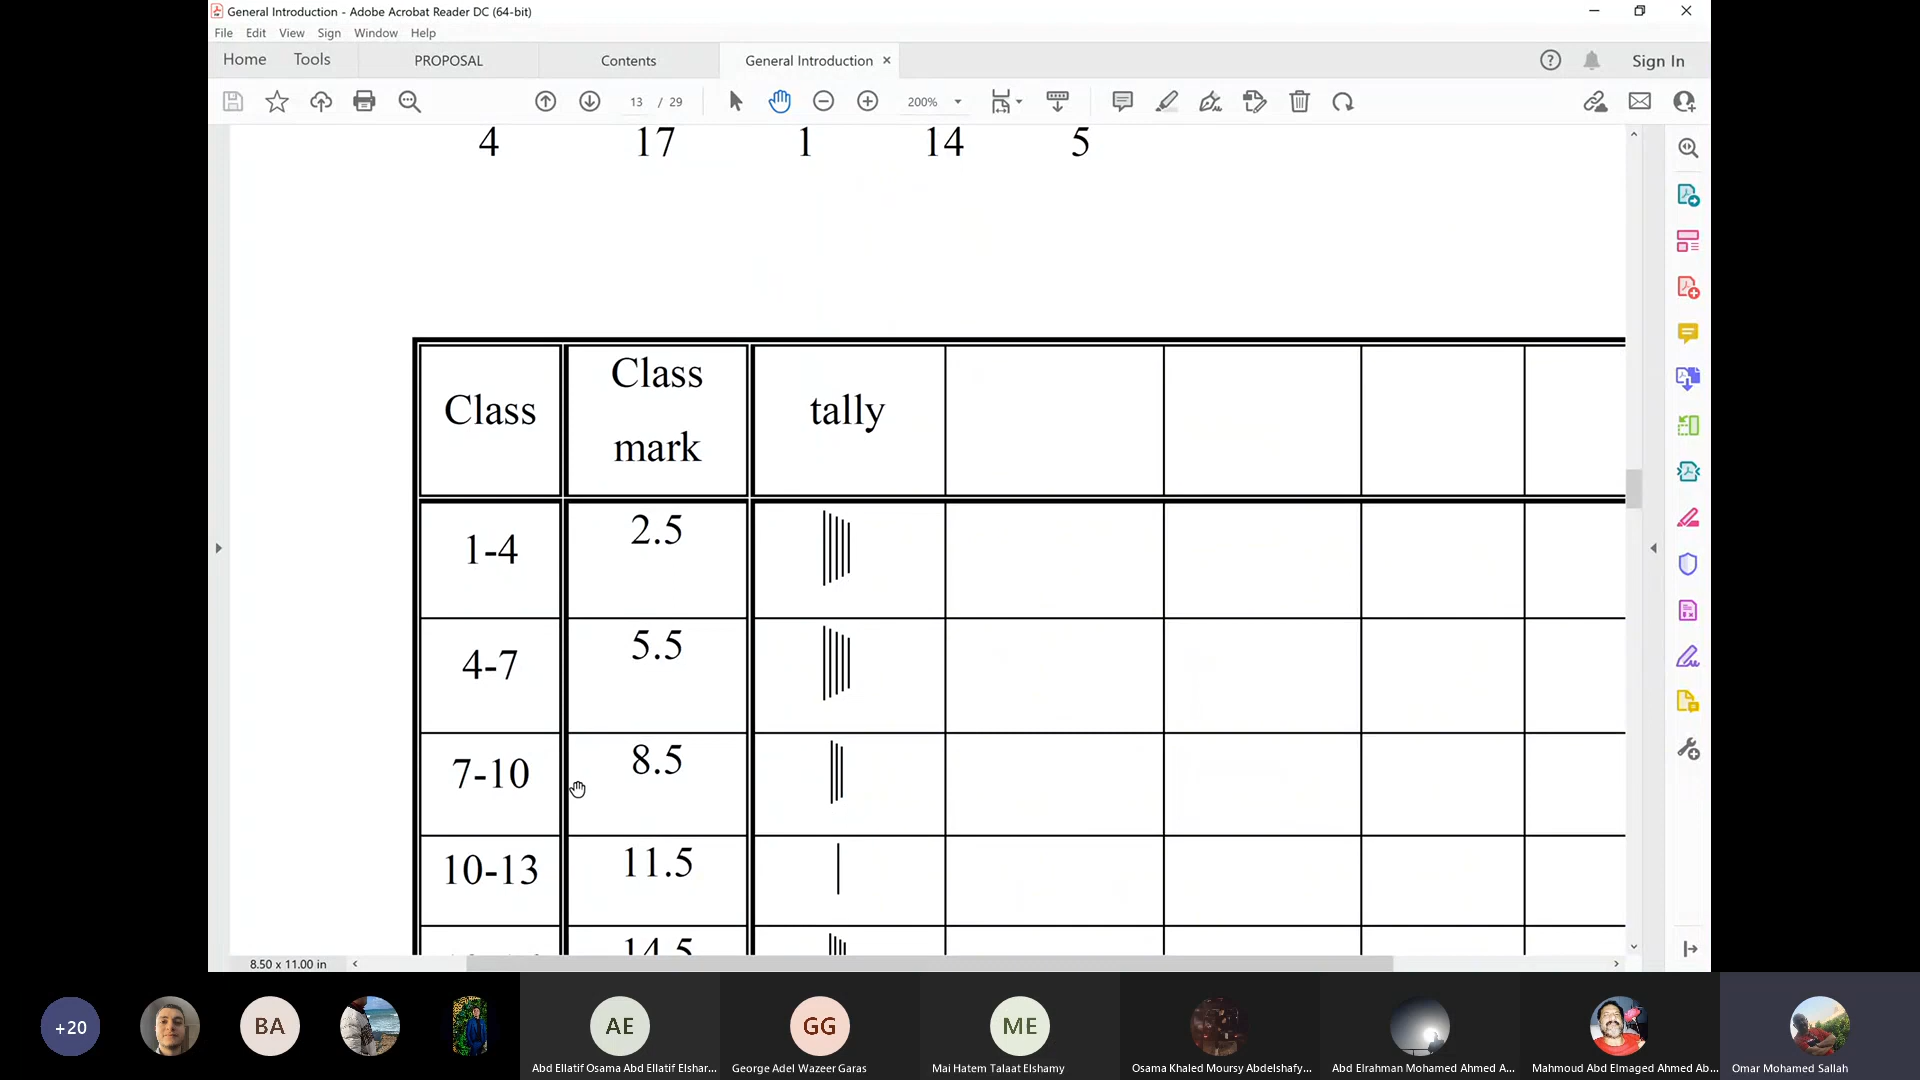 General Introduction - Adobe Acrobat Reader DC (64-bit)
File Edit View Sign Window Help
Home Tools PROPOSAL Contents General Introduction × Sign In
13 / 29 200%
4 17 1 14 5
Class Class mark tally
1-4 2.5
4-7 5.5
7-10 8.5
10-13 11.5
14.5
8.50 x 11.00 in
+20 BA AE GG ME
Abd Ellatif Osama Abd Ellatif Elshar... George Adel Wazeer Garas Mai Hatem Talaat Elshamy Osama Khaled Moursy Abdelshafy... Abd Elrahman Mohamed Ahmed A... Mahmoud Abd Elmaged Ahmed Ab... Omar Mohamed Sallah